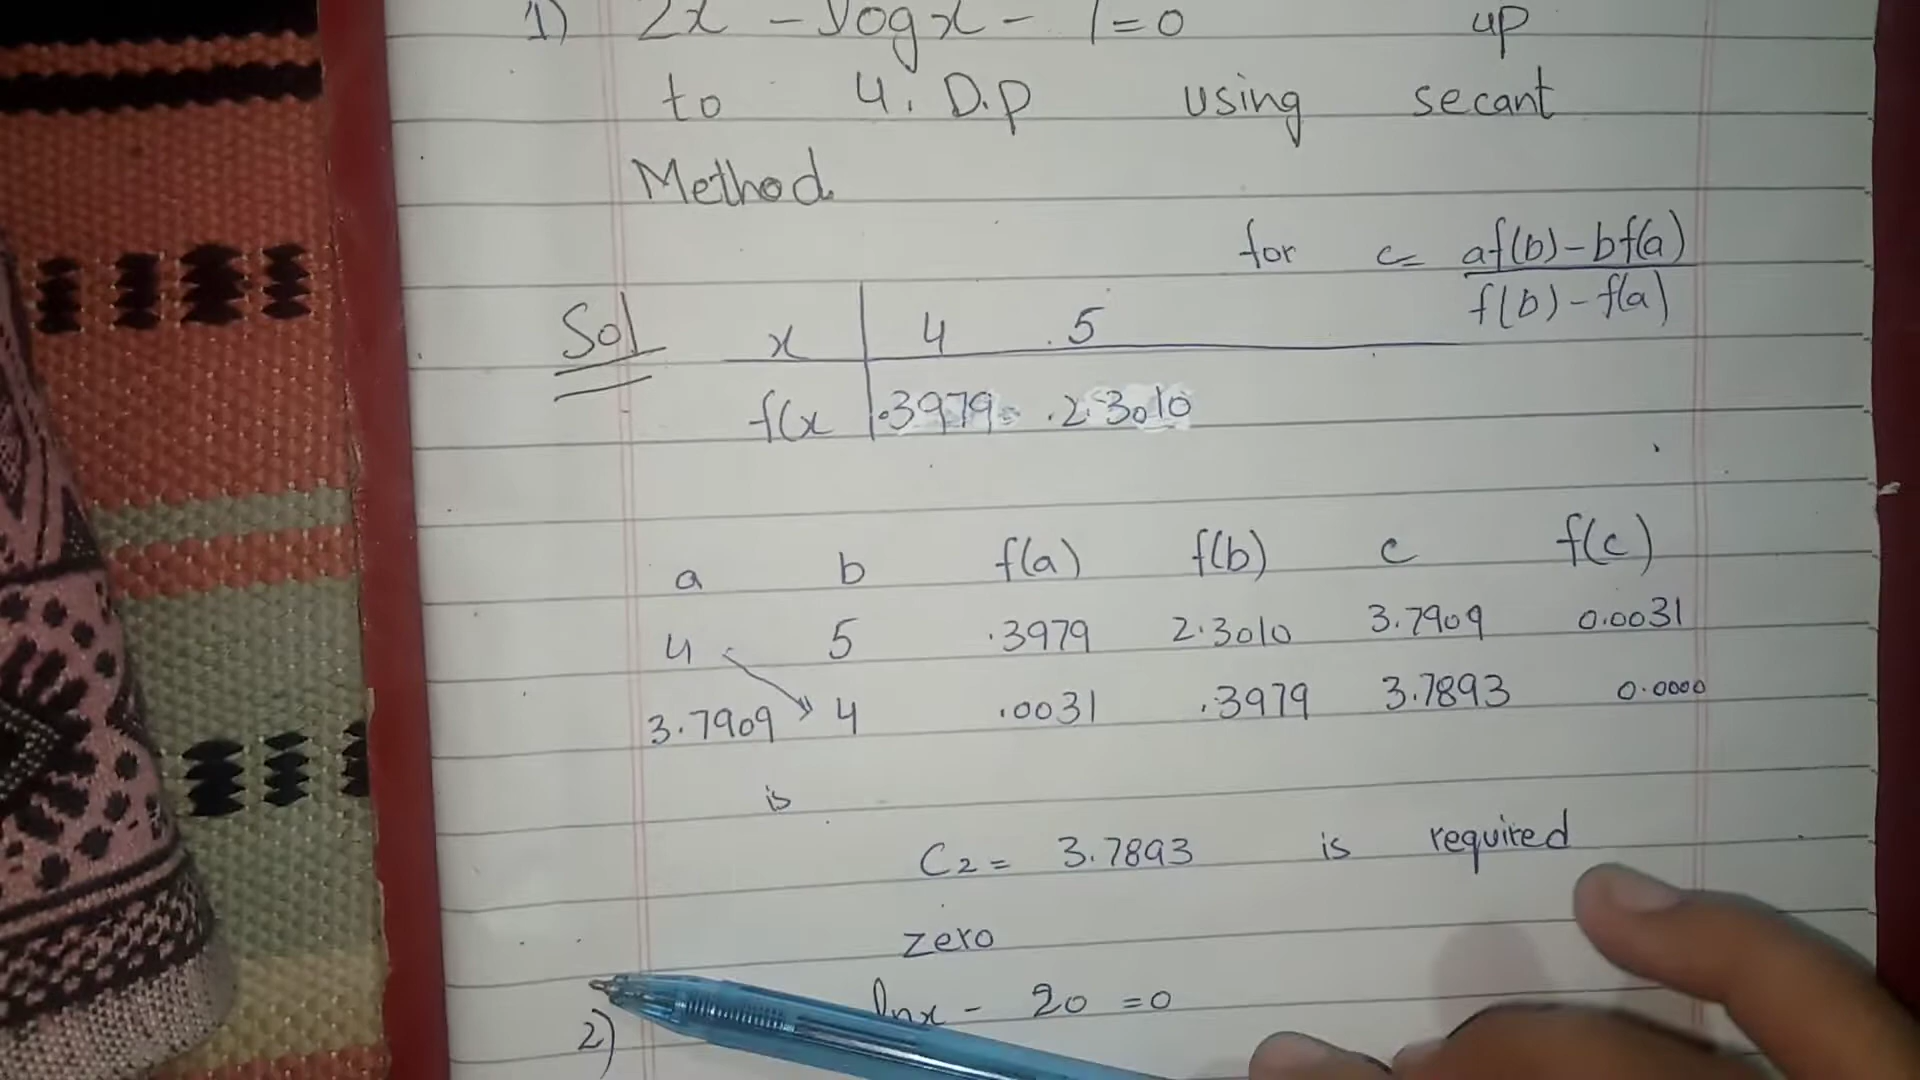 1) 2x - log x - 1 = 0 up
to 4. D.p using secant
Method
for c = af(b) - bf(a) / f(b) - f(a)
Sol x 4 .5
f(x .3979 .2.3010
a b f(a) f(b) c f(c)
4 5 .3979 2.3010 3.7909 0.0031
3.7909 4 .0031 .3979 3.7893 0.0000
is
C2 = 3.7893 is required
zero
2) lnx - 20 = 0